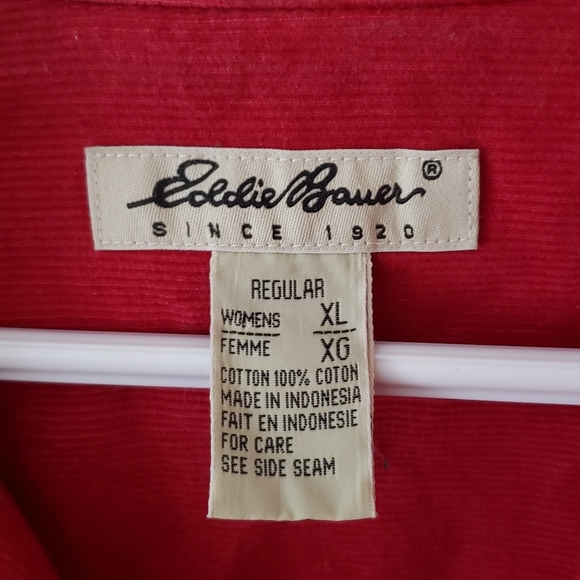 Eddie Bauer®
SINCE 1920
REGULAR
WOMENS XL
FEMME XG
COTTON 100% COTON
MADE IN INDONESIA
FAIT EN INDONESIE
FOR CARE
SEE SIDE SEAM